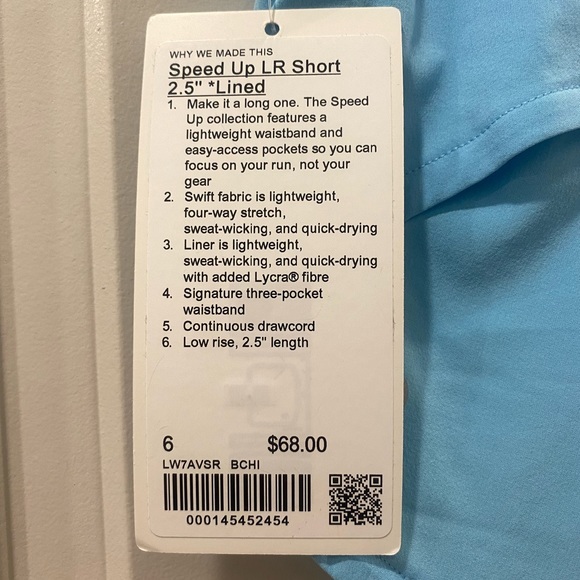 WHY WE MADE THIS
Speed Up LR Short
2.5" *Lined
1. Make it a long one. The Speed
Up collection features a
lightweight waistband and
easy-access pockets so you can
focus on your run, not your
gear
2. Swift fabric is lightweight,
four-way stretch,
sweat-wicking, and quick-drying
3. Liner is lightweight,
sweat-wicking, and quick-drying
with added Lycra® fibre
4. Signature three-pocket
waistband
5. Continuous drawcord
6. Low rise, 2.5" length
6 $68.00
LW7AVSR BCHI
000145452454